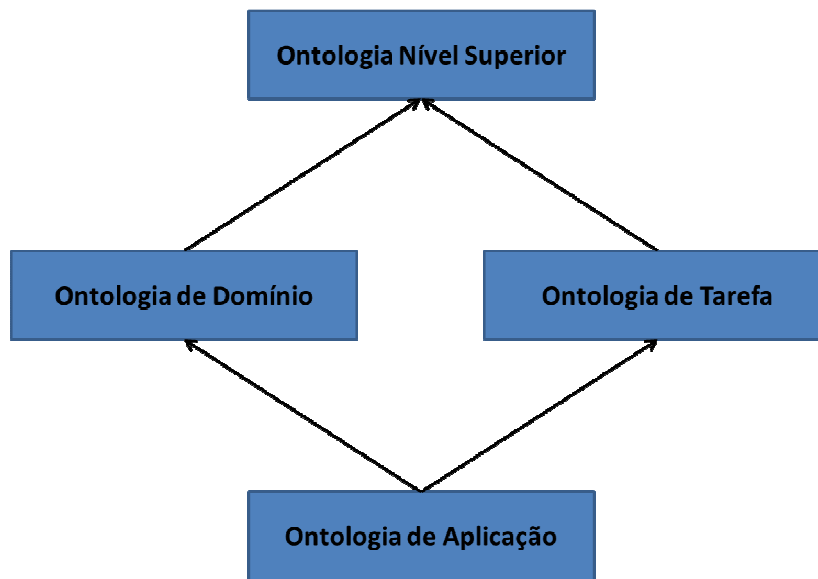 Ontologia Nível Superior
Ontologia de Domínio
Ontologia de Tarefa
Ontologia de Aplicação